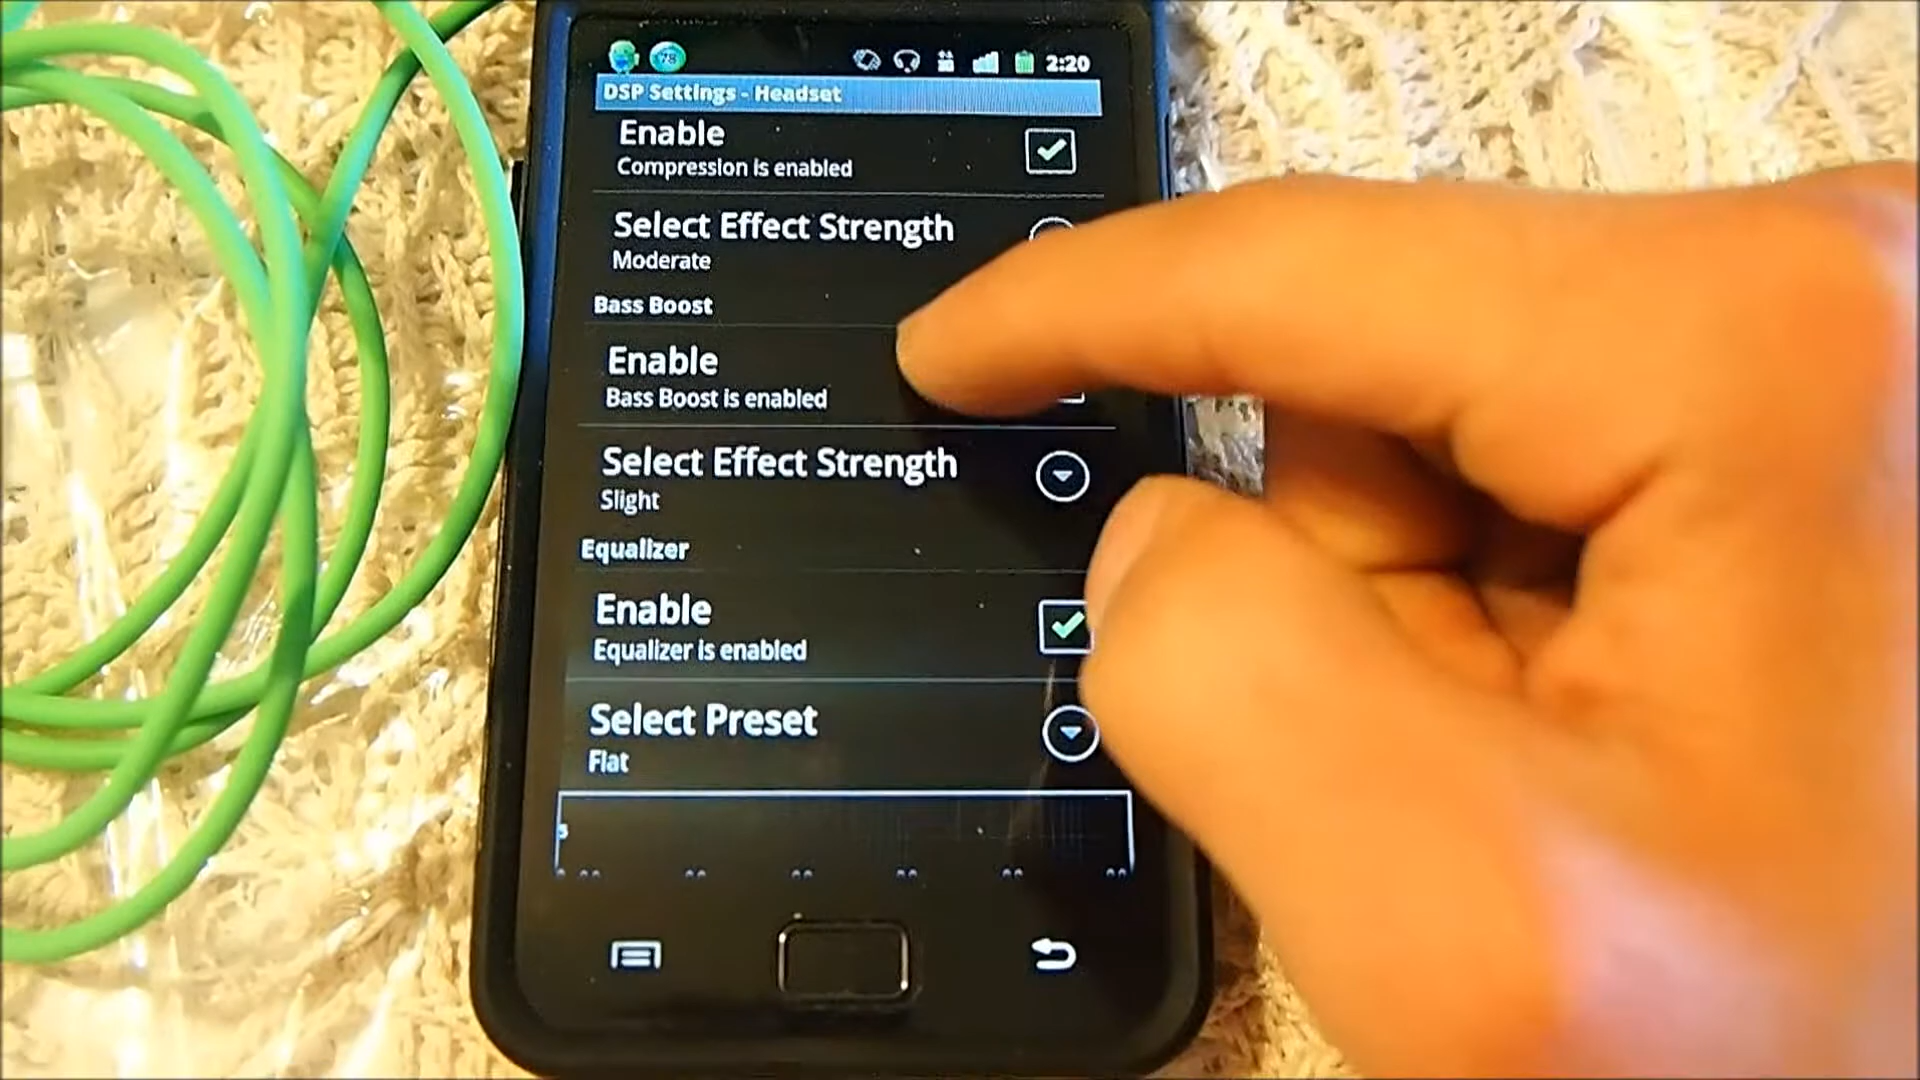 78
2:20
DSP Settings - Headset
Enable
Compression is enabled
Select Effect Strength
Moderate
Bass Boost
Enable
Bass Boost is enabled
Select Effect Strength
Slight
Equalizer
Enable
Equalizer is enabled
Select Preset
Flat